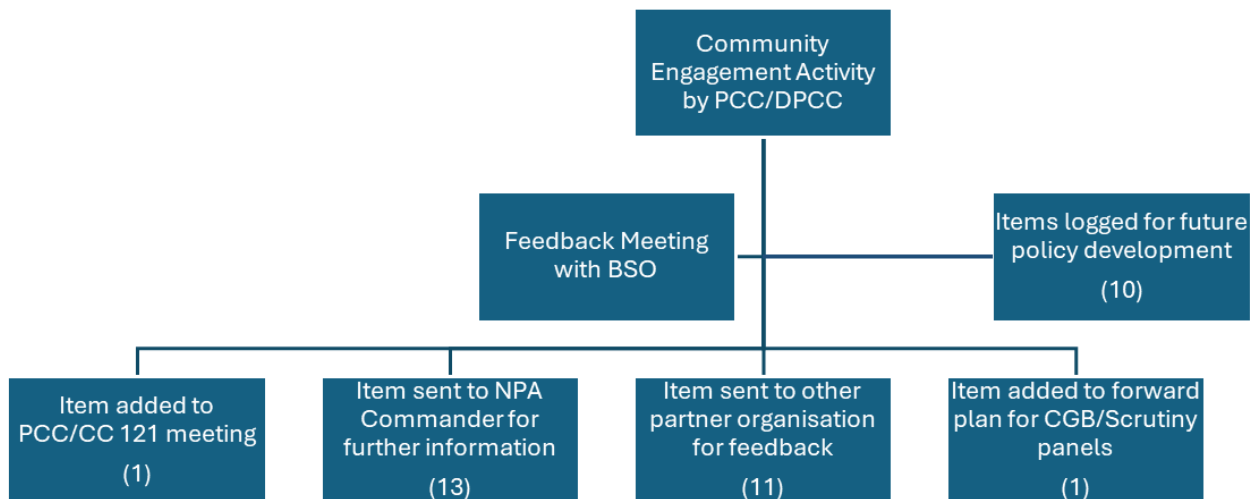 Community
Engagement Activity
by PCC/DPCC
Feedback Meeting
with BSO
Items logged for future
policy development
(10)
Item added to
PCC/CC 121 meeting
(1)
Item sent to NPA
Commander for
further information
(13)
Item sent to other
partner organisation
for feedback
(11)
Item added to forward
plan for CGB/Scrutiny
panels
(1)